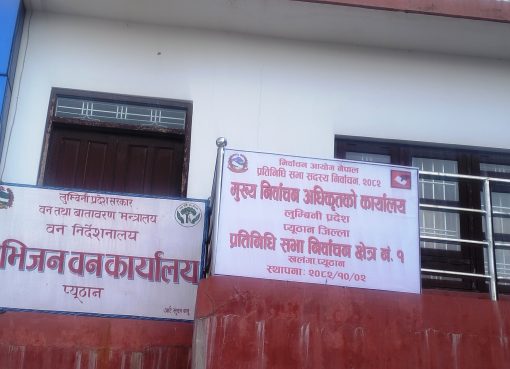 लुम्बिनी प्रदेश सरकार
वन तथा वातावरण मन्त्रालय
वन निर्देशनालय
भिजन वन कार्यालय
प्यूठान
निर्वाचन आयोग नेपाल
प्रतिनिधि सभा सदस्य निर्वाचन, २०८२
मुख्य निर्वाचन अधिकृतको कार्यालय
लुम्बिनी प्रदेश
प्यूठान जिल्ला
प्रतिनिधि सभा निर्वाचन क्षेत्र नं. १
खलंगा प्यूठान
स्थापना: २०८२/१०/०२